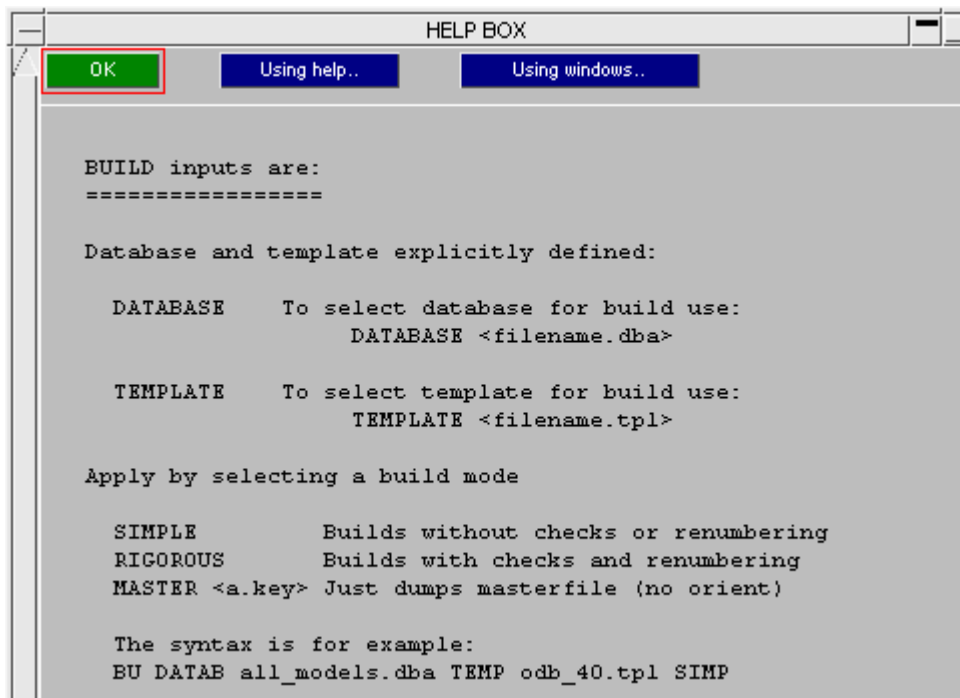 HELP BOX
OK Using help.. Using windows..
BUILD inputs are:
=================
Database and template explicitly defined:
DATABASE To select database for build use:
DATABASE <filename.dba>
TEMPLATE To select template for build use:
TEMPLATE <filename.tpl>
Apply by selecting a build mode
SIMPLE Builds without checks or renumbering
RIGOROUS Builds with checks and renumbering
MASTER <a.key> Just dumps masterfile (no orient)
The syntax is for example:
BU DATAB all_models.dba TEMP odb_40.tpl SIMP